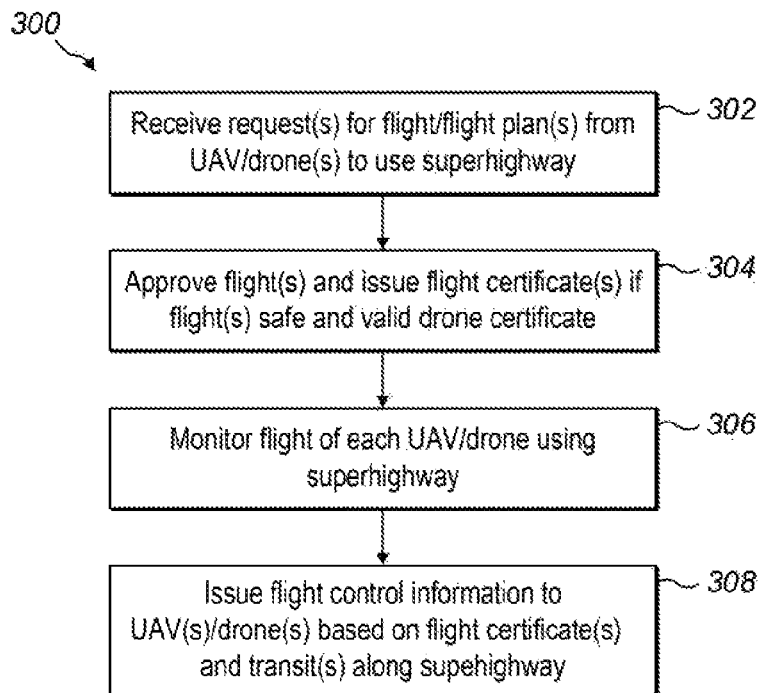 300
Receive request(s) for flight/flight plan(s) from
UAV/drone(s) to use superhighway
302
Approve flight(s) and issue flight certificate(s) if
flight(s) safe and valid drone certificate
304
Monitor flight of each UAV/drone using
superhighway
306
Issue flight control information to
UAV(s)/drone(s) based on flight certificate(s)
and transit(s) along supehighway
308